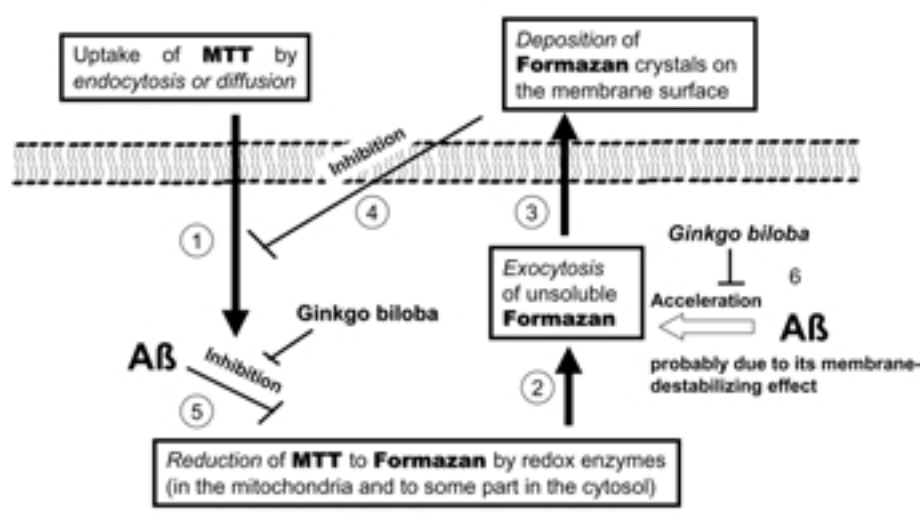 Uptake of MTT by
endocytosis or diffusion
Deposition of
Formazan crystals on
the membrane surface
Inhibition
4
1
3
Ginkgo biloba
6
Exocytosis
of unsoluble
Formazan
Acceleration
Aß
probably due to its membrane-
destabilizing effect
Ginkgo biloba
Aß
Inhibition
5
2
Reduction of MTT to Formazan by redox enzymes
(in the mitochondria and to some part in the cytosol)